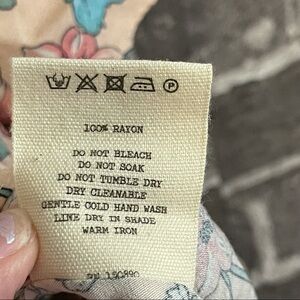 P
100% RAYON
DO NOT BLEACH
DO NOT SOAK
DO NOT TUMBLE DRY
DRY CLEANABLE
GENTLE COLD HAND WASH
LINE DRY IN SHADE
WARM IRON